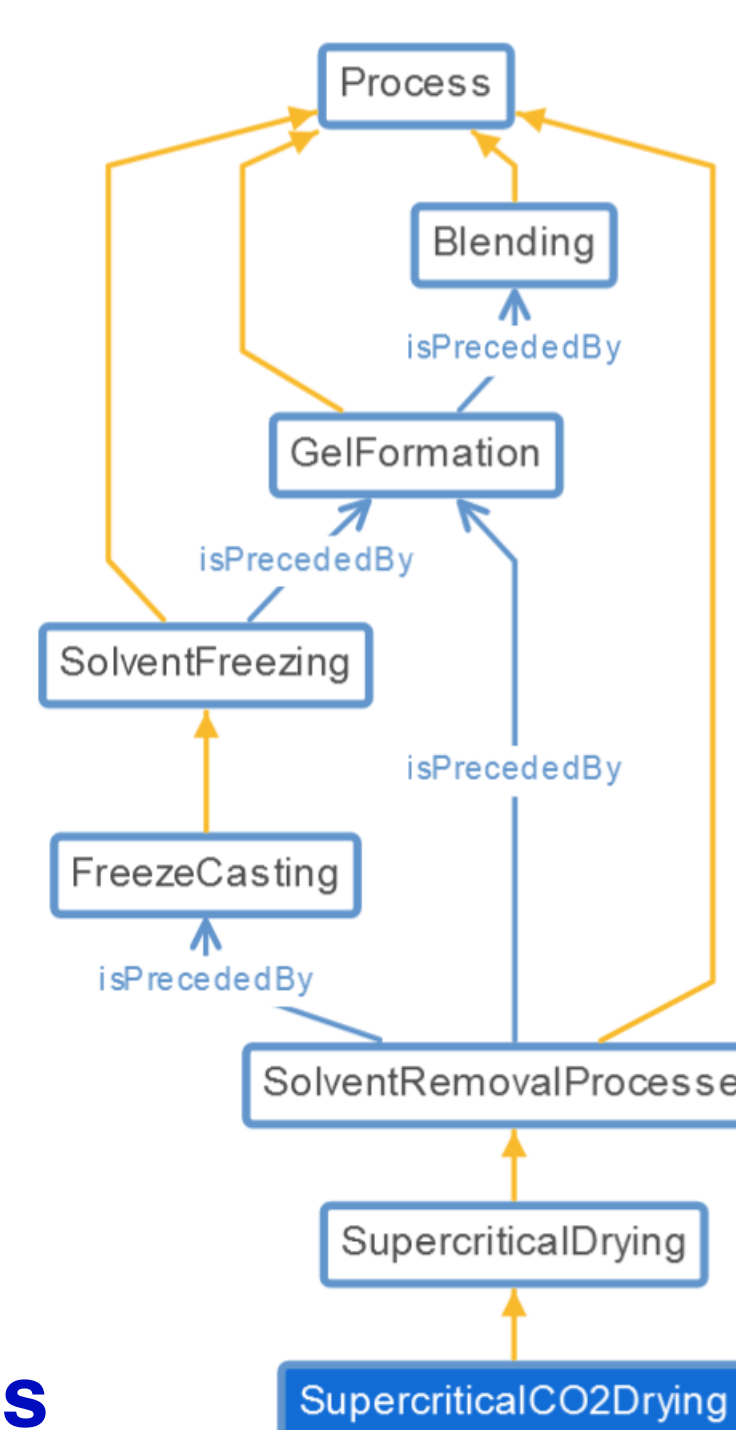 Process
Blending
isPrecededBy
GelFormation
isPrecededBy
SolventFreezing
isPrecededBy
FreezeCasting
isPrecededBy
SolventRemovalProcesse
SupercriticalDrying
s
SupercriticalCO2Drying